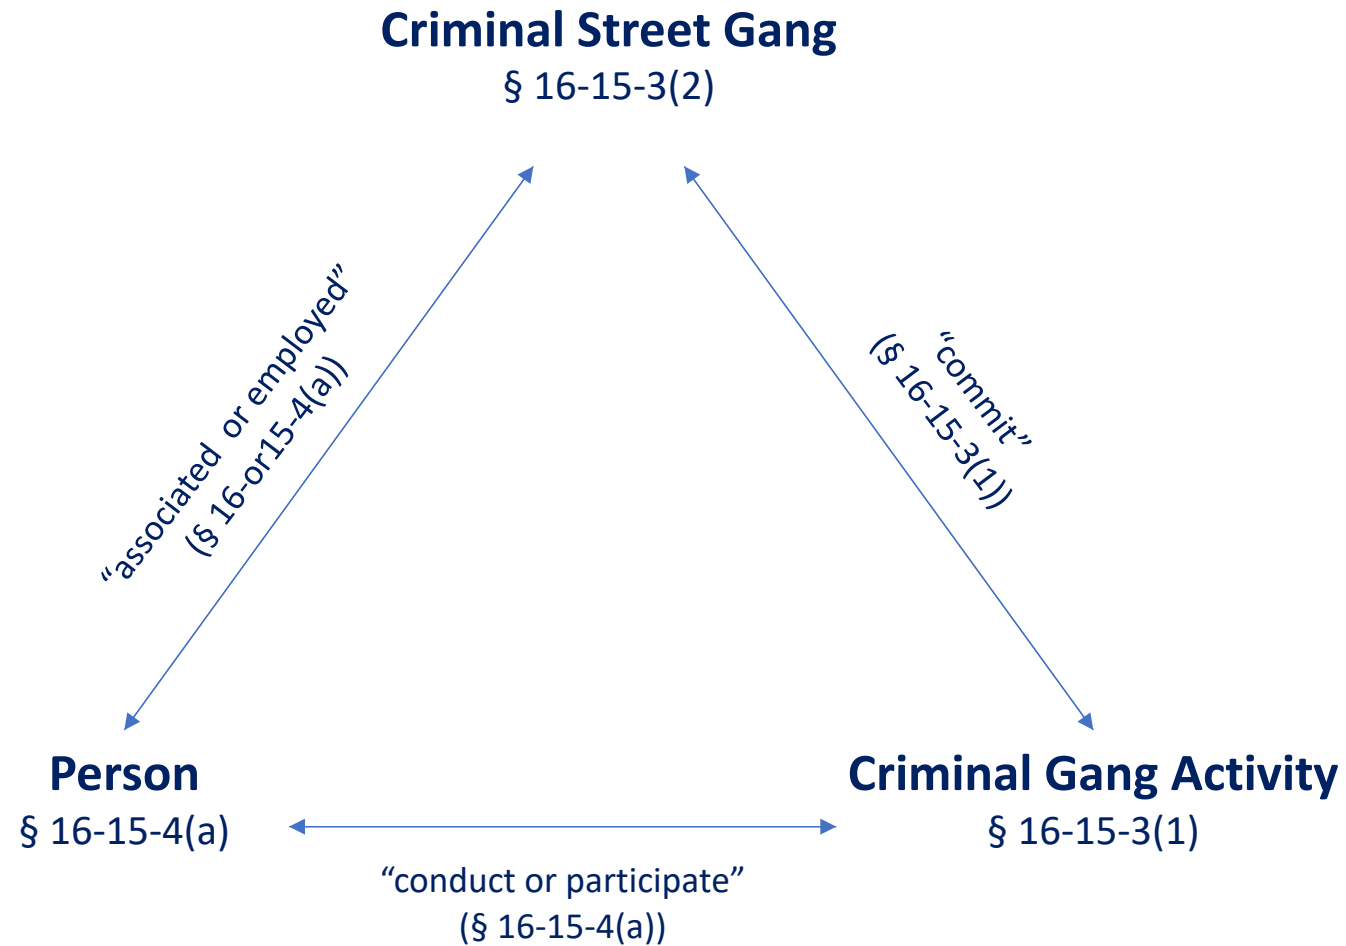 Criminal Street Gang
§ 16-15-3(2)
“associated or employed”
(§ 16-or15-4(a))
“commit”
(§ 16-15-3(1))
Person
§ 16-15-4(a)
Criminal Gang Activity
§ 16-15-3(1)
“conduct or participate”
(§ 16-15-4(a))